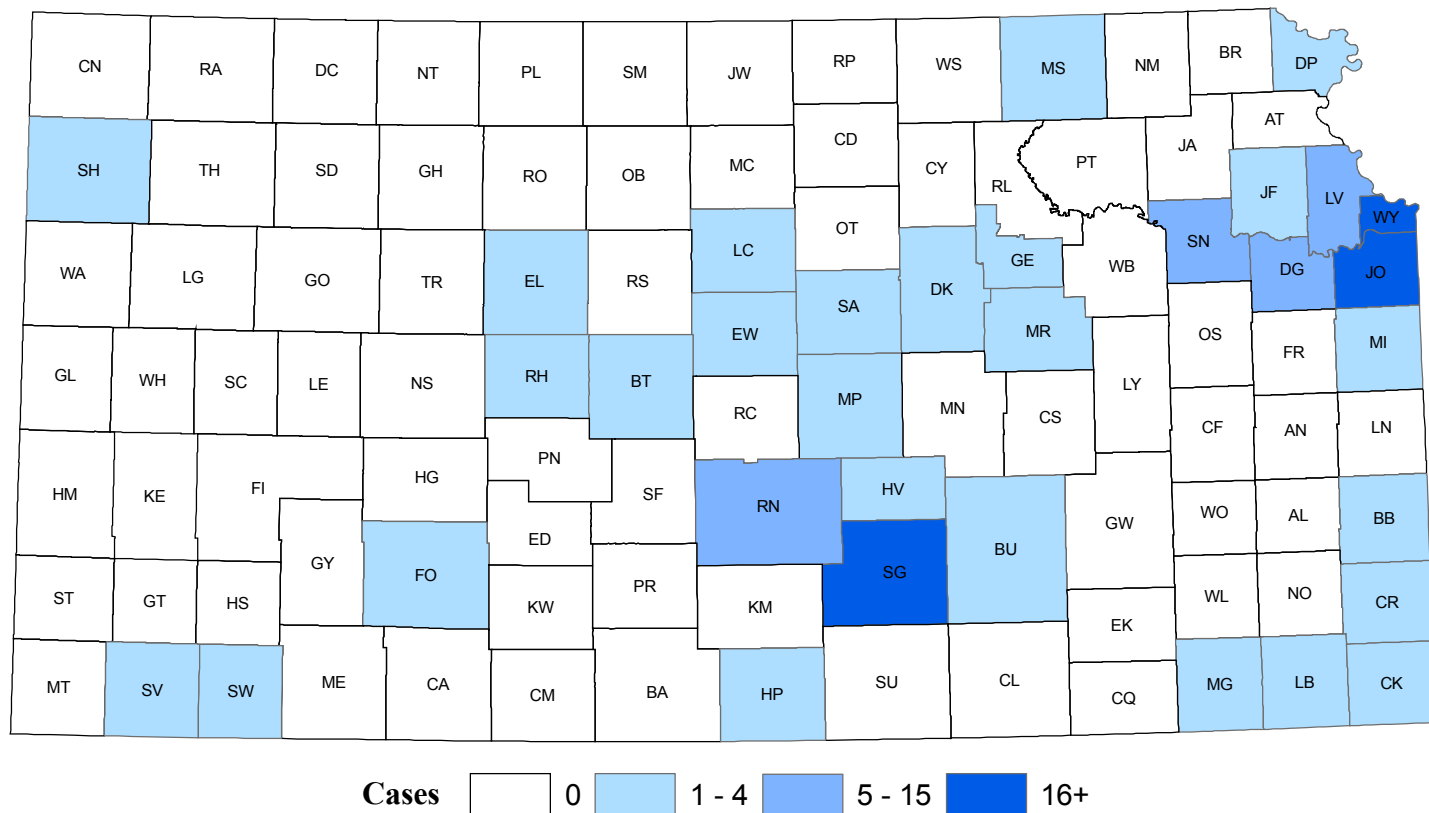 CN RA DC NT PL SM JW RP WS MS NM BR DP
SH TH SD GH RO OB MC CD CY RL PT JA AT
JF LV WY
WA LG GO TR EL RS LC OT DK GE WB SN DG JO
EW SA MR
GL WH SC LE NS RH BT RC MP MN CS LY OS FR MI
CF AN LN
HM KE FI HG PN SF RN HV BU GW WO AL BB
GY FO ED SG
ST GT HS KW PR KM EK WL NO CR
MT SV SW ME CA CM BA HP SU CL CQ MG LB CK
Cases 0 1 - 4 5 - 15 16+